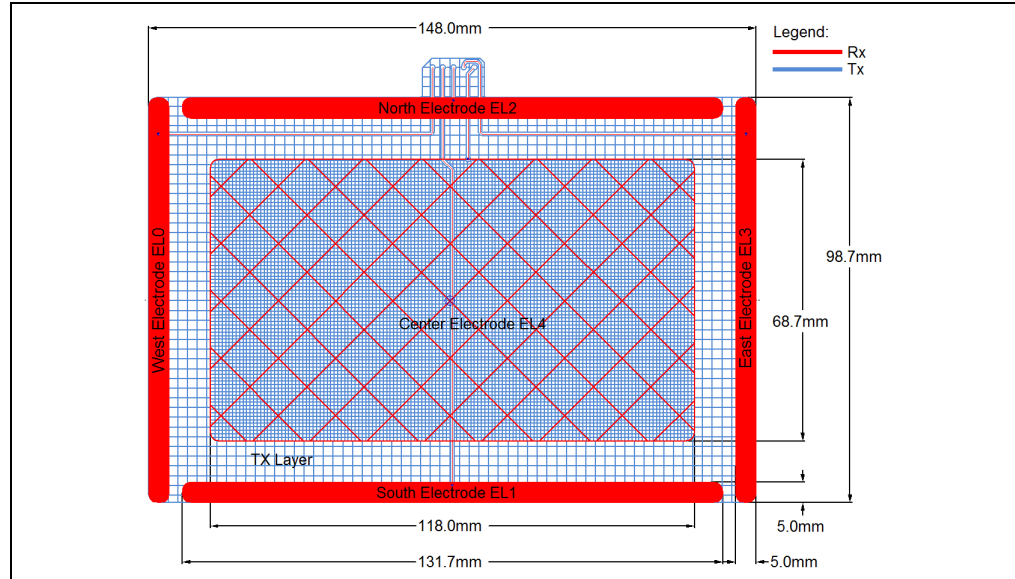 148.0mm
Legend:
Rx
Tx
North Electrode EL2
West Electrode EL0
East Electrode EL3
98.7mm
68.7mm
Center Electrode EL4
TX Layer
South Electrode EL1
118.0mm
5.0mm
131.7mm
5.0mm